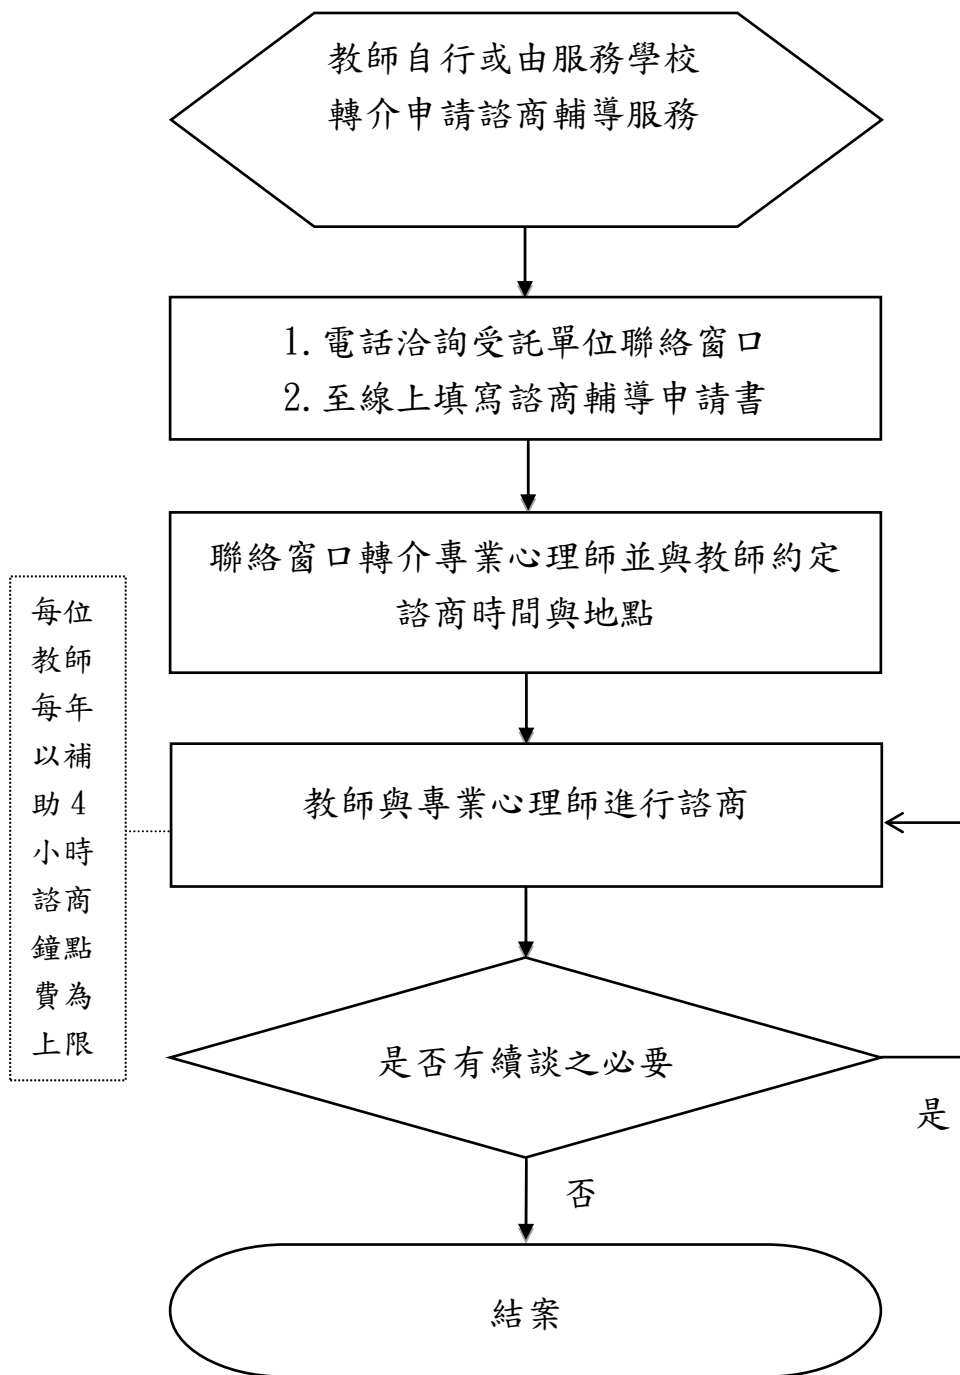 教師自行或由服務學校
轉介申請諮商輔導服務
1.電話洽詢受託單位聯絡窗口
2.至線上填寫諮商輔導申請書
聯絡窗口轉介專業心理師並與教師約定
諮商時間與地點
每位
教師
每年
以補
助 4
小時
諮商
鐘點
費為
上限
教師與專業心理師進行諮商
是否有續談之必要
是
否
結案